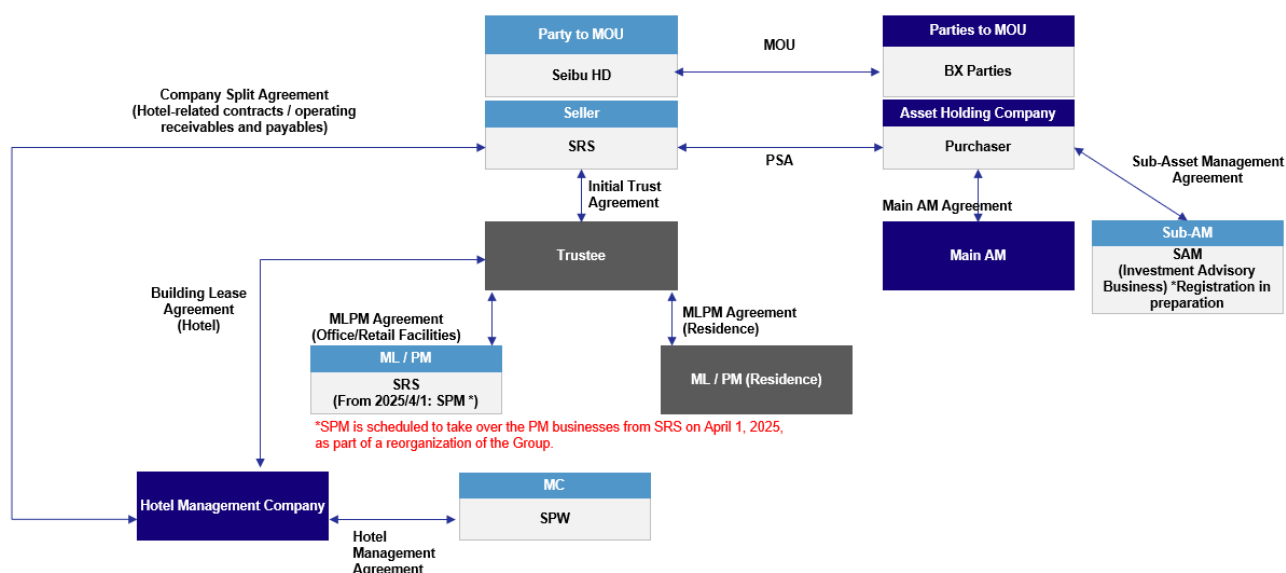 Party to MOU
Seibu HD
MOU
Parties to MOU
BX Parties
Company Split Agreement
(Hotel-related contracts / operating
receivables and payables)
Seller
SRS
PSA
Asset Holding Company
Purchaser
Sub-Asset Management
Agreement
Initial Trust
Agreement
Main AM Agreement
Trustee
Main AM
Sub-AM
SAM
(Investment Advisory
Business) *Registration in
preparation
Building Lease
Agreement
(Hotel)
MLPM Agreement
(Office/Retail Facilities)
MLPM Agreement
(Residence)
ML / PM
SRS
(From 2025/4/1: SPM *)
ML / PM (Residence)
*SPM is scheduled to take over the PM businesses from SRS on April 1, 2025,
as part of a reorganization of the Group.
Hotel Management Company
MC
SPW
Hotel
Management
Agreement